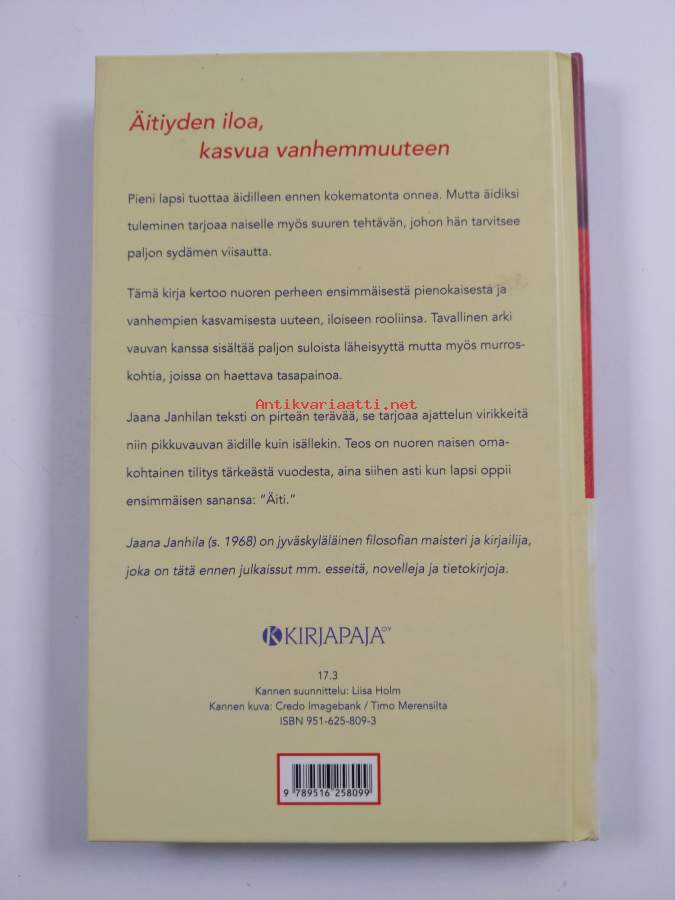 Äitiyden iloa,
kasvua vanhemmuuteen
Pieni lapsi tuottaa äidilleen ennen kokematonta onnea. Mutta äidiksi
tuleminen tarjoaa naiselle myös suuren tehtävän, johon hän tarvitsee
paljon sydämen viisautta.
Tämä kirja kertoo nuoren perheen ensimmäisestä pienokaisesta ja
vanhempien kasvamisesta uuteen, iloiseen rooliinsa. Tavallinen arki
vauvan kanssa sisältää paljon suloista läheisyyttä mutta myös murros-
kohtia, joissa on haettava tasapainoa.
Antikvariaatti.net
Jaana Janhilan teksti on pirteän terävää, se tarjoaa ajattelun virikkeitä
niin pikkuvauvan äidille kuin isällekin. Teos on nuoren naisen oma-
kohtainen tilitys tärkeästä vuodesta, aina siihen asti kun lapsi oppii
ensimmäisen sanansa: "Äiti."
Jaana Janhila (s. 1968) on jyväskyläläinen filosofian maisteri ja kirjailija,
joka on tätä ennen julkaissut mm. esseitä, novelleja ja tietokirjoja.
K KIRJAPAJA OY
17.3
Kannen suunnittelu: Liisa Holm
Kannen kuva: Credo Imagebank / Timo Merensilta
ISBN 951-625-809-3
9 789516 258099